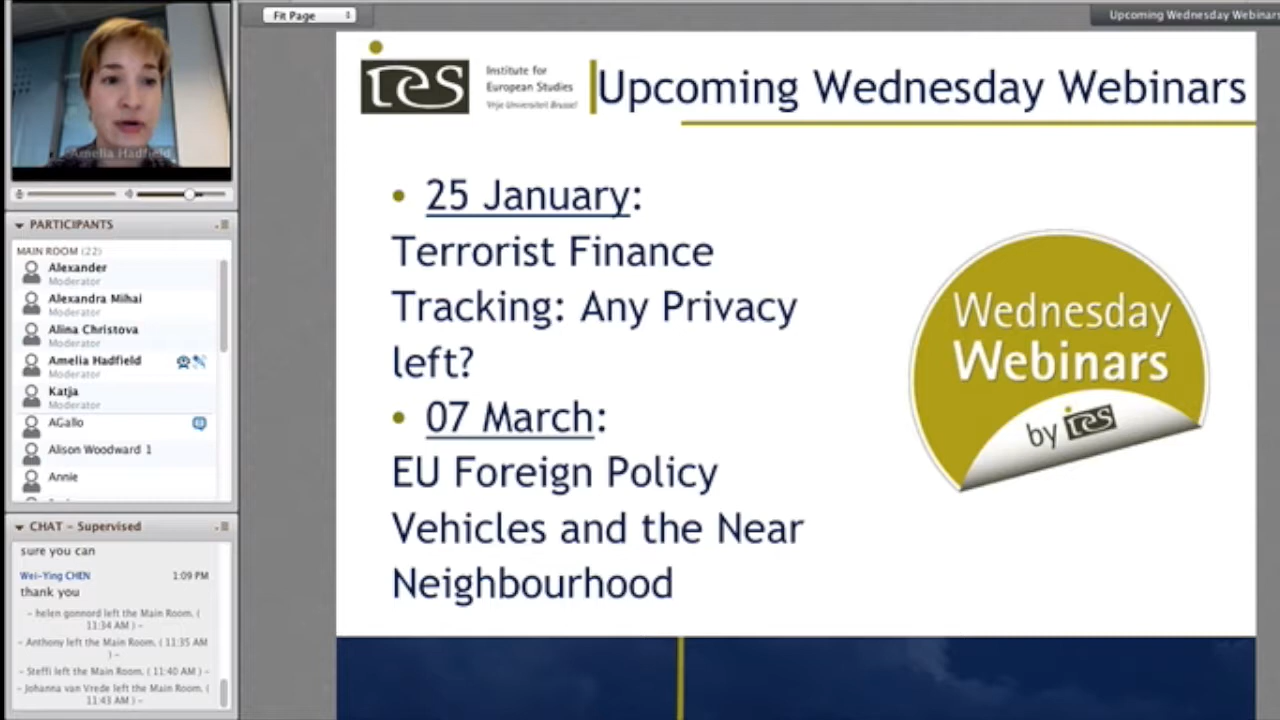 Fit Page
Upcoming Wednesday Webinars
Amelia Hadfield
PARTICIPANTS
MAIN ROOM (22)
Alexander
Moderator
Alexandra Mihai
Moderator
Alina Christova
Moderator
Amelia Hadfield
Moderator
Katja
Moderator
AGallo
Alison Woodward 1
Annie
CHAT - Supervised
sure you can
Wei-Ying CHEN 1:09 PM
thank you
- helen gonnord left the Main Room. (
11:34 AM ) -
- Anthony left the Main Room. ( 11:35 AM
) -
- Steffi left the Main Room. ( 11:40 AM ) -
- Johanna van Vrede left the Main Room. (
11:43 AM ) -
ies
Institute for
European Studies
Vrije Universiteit Brussel
Upcoming Wednesday Webinars
• 25 January:
Terrorist Finance
Tracking: Any Privacy
left?
• 07 March:
EU Foreign Policy
Vehicles and the Near
Neighbourhood
Wednesday
Webinars
by ies